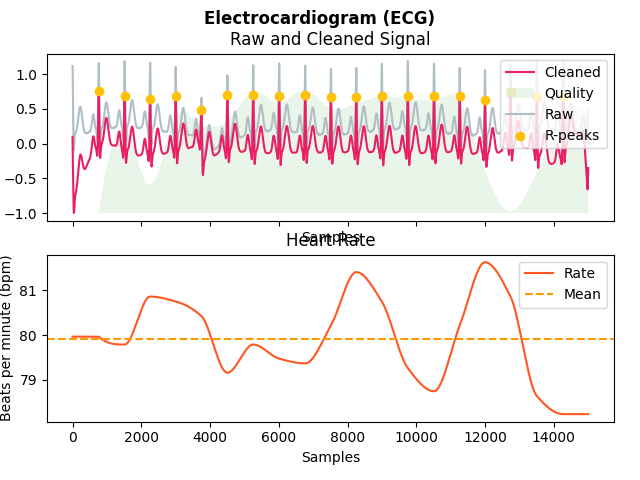 Electrocardiogram (ECG)
Raw and Cleaned Signal
1.0
0.5
0.0
−0.5
−1.0
Cleaned
Quality
Raw
R-peaks
Samples
Heart Rate
Beats per minute (bpm)
81
80
79
Rate
Mean
0 2000 4000 6000 8000 10000 12000 14000
Samples